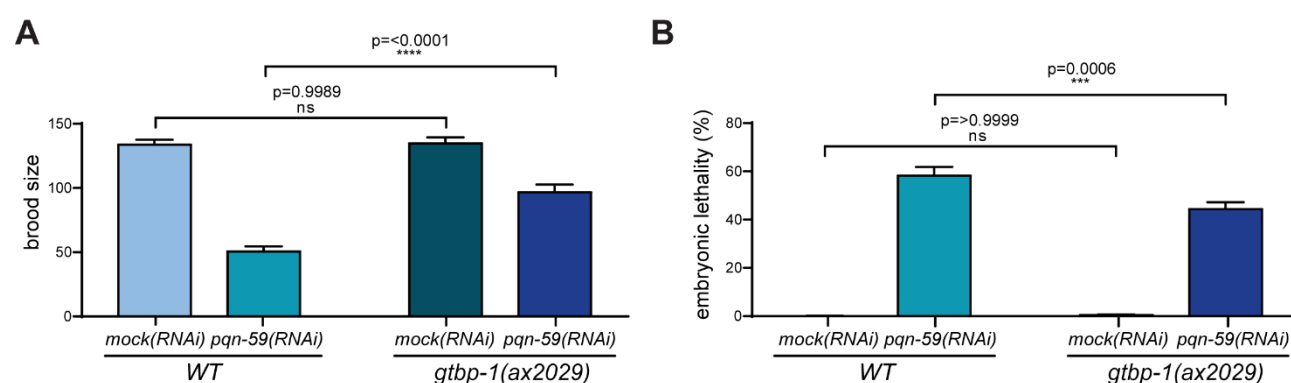 A
p=<0.0001
****
p=0.9989
ns
150
100
50
0
brood size
mock(RNAi) pqn-59(RNAi) mock(RNAi) pqn-59(RNAi)
WT gtbp-1(ax2029)
B
p=0.0006
***
p=>0.9999
ns
80
60
40
20
0
embryonic lethality (%)
mock(RNAi) pqn-59(RNAi) mock(RNAi) pqn-59(RNAi)
WT gtbp-1(ax2029)